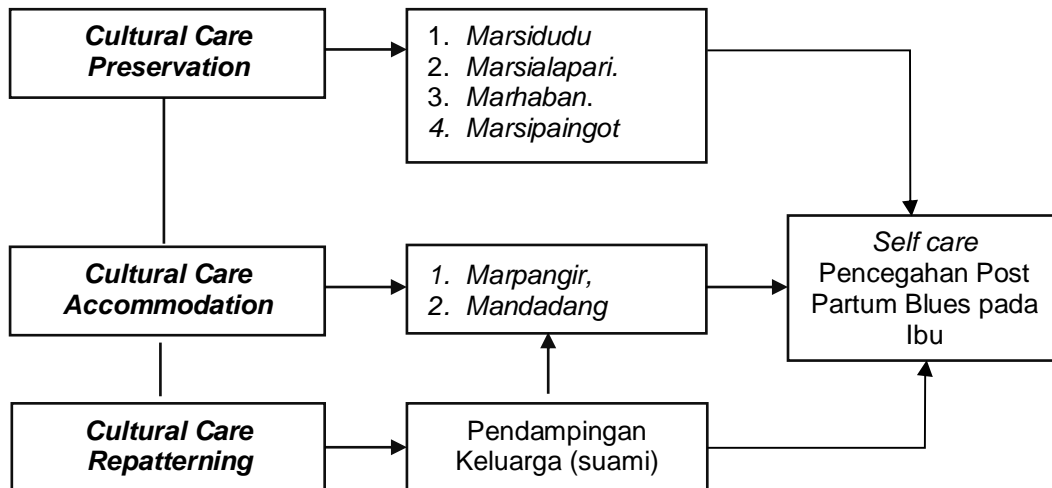 Cultural Care
Preservation
1. Marsidudu
2. Marsialapari.
3. Marhaban.
4. Marsipaingot
Cultural Care
Accommodation
1. Marpangir,
2. Mandadang
Self care
Pencegahan Post
Partum Blues pada
Ibu
Cultural Care
Repatterning
Pendampingan
Keluarga (suami)